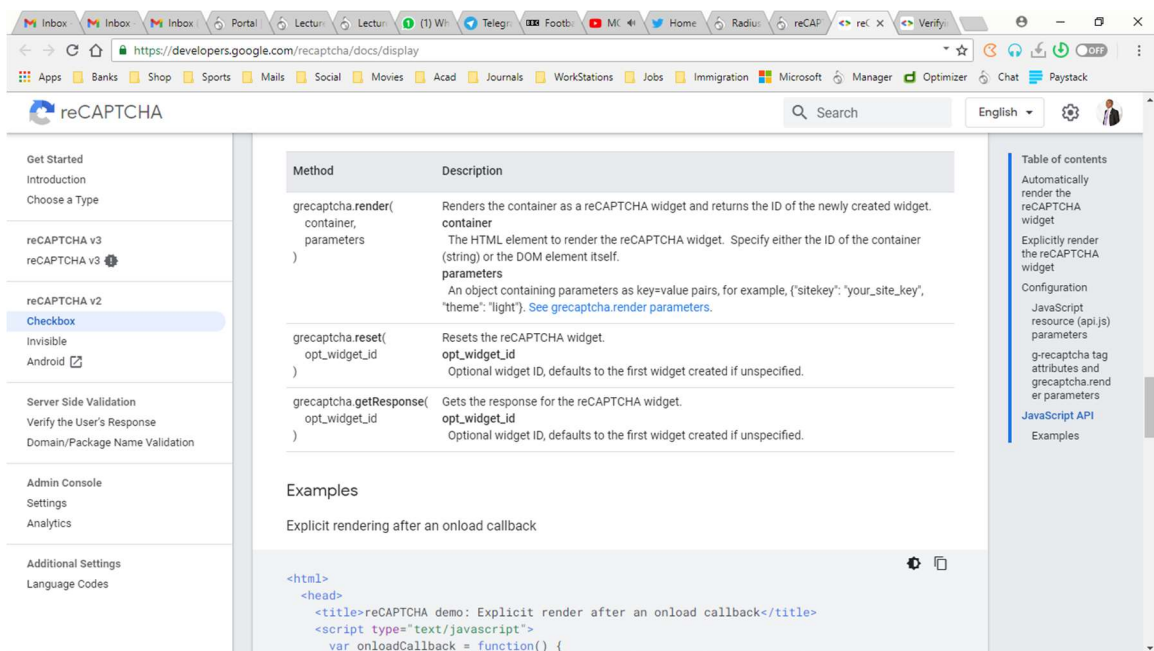 Inbox
Inbox
Inbox
Portal
Lectur
Lectur
(1) Wh
Telegr
Footb
MC
Home
Radius
reCAP
reC
Verify
https://developers.google.com/recaptcha/docs/display
OFF
Apps Banks Shop Sports Mails Social Movies Acad Journals WorkStations Jobs Immigration Microsoft Manager Optimizer Chat Paystack
reCAPTCHA
Search
English
Get Started
Introduction
Choose a Type
reCAPTCHA v3
reCAPTCHA v3
reCAPTCHA v2
Checkbox
Invisible
Android
Server Side Validation
Verify the User's Response
Domain/Package Name Validation
Admin Console
Settings
Analytics
Additional Settings
Language Codes
Method Description
grecaptcha.render(
container,
parameters
)
Renders the container as a reCAPTCHA widget and returns the ID of the newly created widget.
container
The HTML element to render the reCAPTCHA widget. Specify either the ID of the container
(string) or the DOM element itself.
parameters
An object containing parameters as key=value pairs, for example, {"sitekey": "your_site_key",
"theme": "light"}. See grecaptcha.render parameters.
grecaptcha.reset(
opt_widget_id
)
Resets the reCAPTCHA widget.
opt_widget_id
Optional widget ID, defaults to the first widget created if unspecified.
grecaptcha.getResponse(
opt_widget_id
)
Gets the response for the reCAPTCHA widget.
opt_widget_id
Optional widget ID, defaults to the first widget created if unspecified.
Examples
Explicit rendering after an onload callback
<html>
<head>
<title>reCAPTCHA demo: Explicit render after an onload callback</title>
<script type="text/javascript">
var onloadCallback = function() {
Table of contents
Automatically
render the
reCAPTCHA
widget
Explicitly render
the reCAPTCHA
widget
Configuration
JavaScript
resource (api.js)
parameters
g-recaptcha tag
attributes and
grecaptcha.rend
er parameters
JavaScript API
Examples